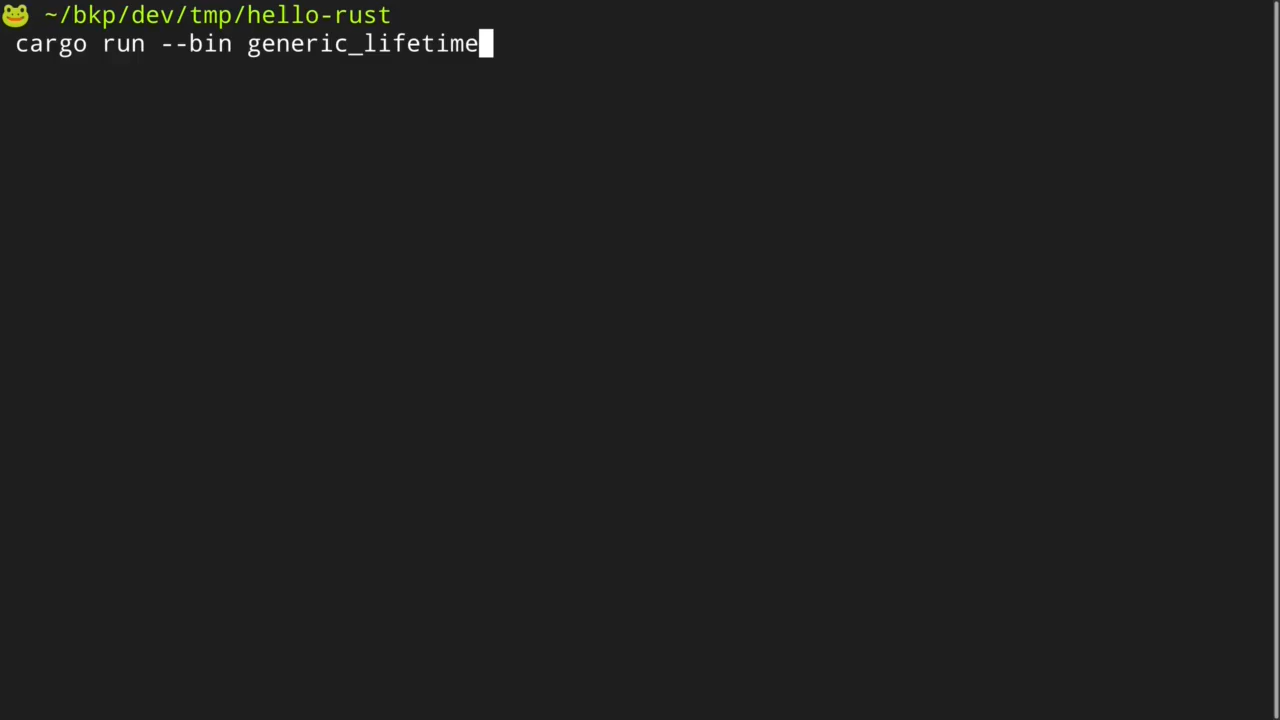 🐸 ~/bkp/dev/tmp/hello-rust
cargo run --bin generic_lifetime